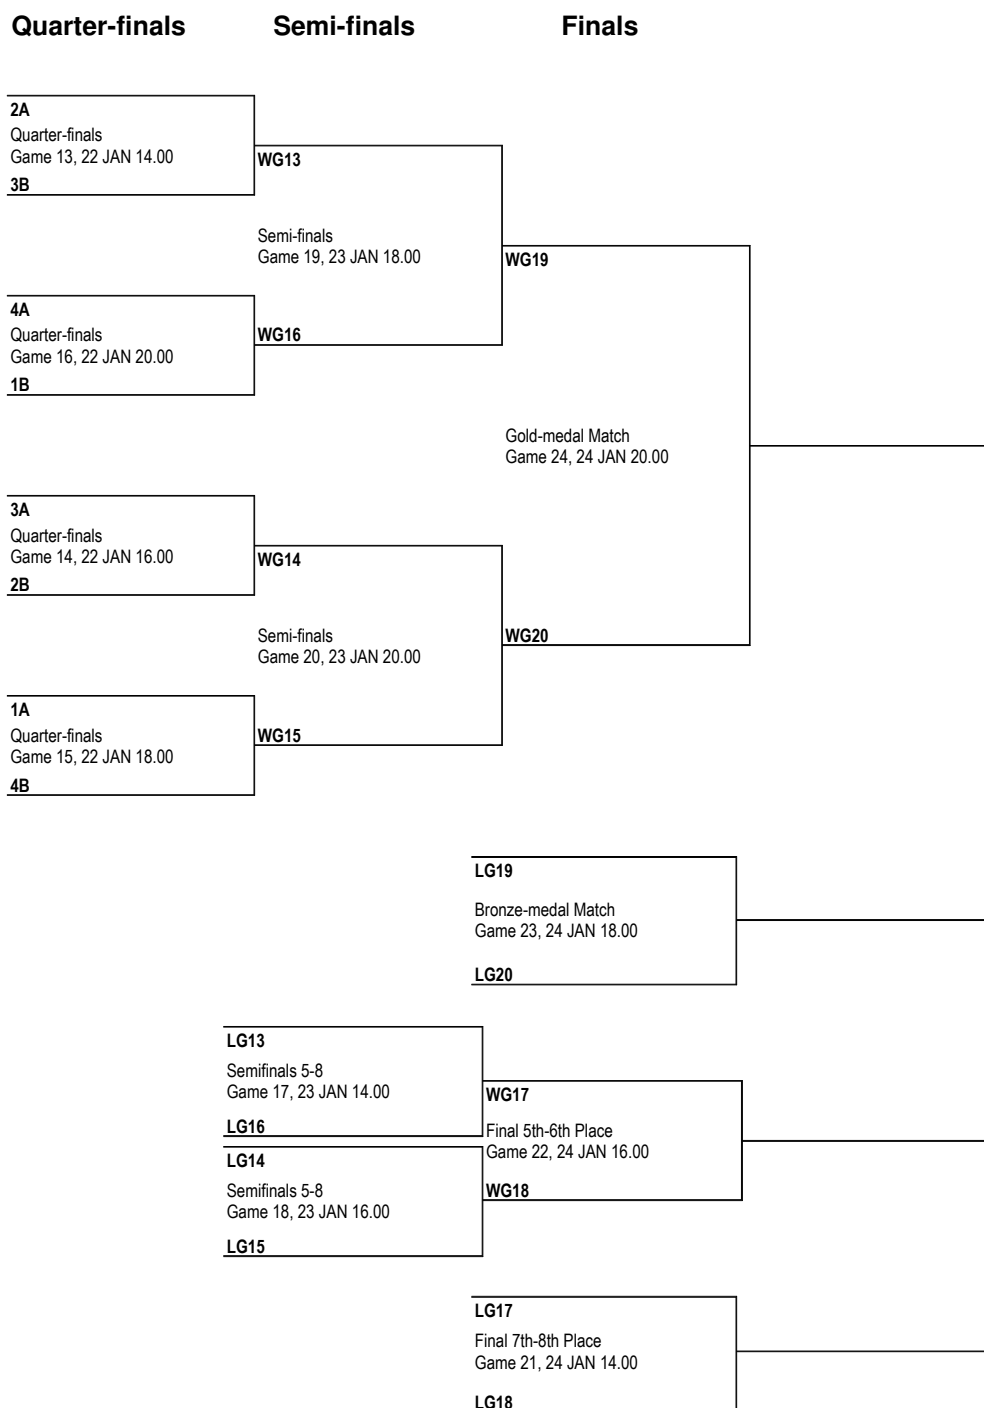 Quarter-finals Semi-finals Finals
2A
Quarter-finals
Game 13, 22 JAN 14.00
3B
WG13
Semi-finals
Game 19, 23 JAN 18.00
WG19
4A
Quarter-finals
Game 16, 22 JAN 20.00
1B
WG16
Gold-medal Match
Game 24, 24 JAN 20.00
3A
Quarter-finals
Game 14, 22 JAN 16.00
2B
WG14
Semi-finals
Game 20, 23 JAN 20.00
WG20
1A
Quarter-finals
Game 15, 22 JAN 18.00
4B
WG15
LG19
Bronze-medal Match
Game 23, 24 JAN 18.00
LG20
LG13
Semifinals 5-8
Game 17, 23 JAN 14.00
LG16
WG17
Final 5th-6th Place
Game 22, 24 JAN 16.00
WG18
LG14
Semifinals 5-8
Game 18, 23 JAN 16.00
LG15
LG17
Final 7th-8th Place
Game 21, 24 JAN 14.00
LG18